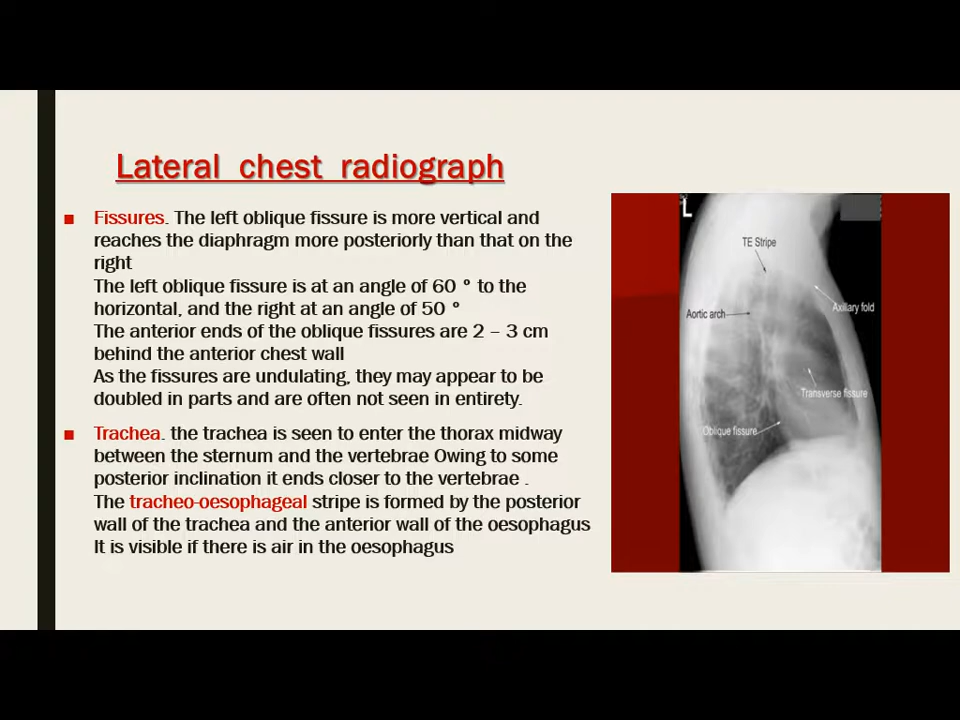 Lateral chest radiograph
Fissures. The left oblique fissure is more vertical and
reaches the diaphragm more posteriorly than that on the
right
The left oblique fissure is at an angle of 60 ° to the
horizontal, and the right at an angle of 50 °
The anterior ends of the oblique fissures are 2 – 3 cm
behind the anterior chest wall
As the fissures are undulating, they may appear to be
doubled in parts and are often not seen in entirety.
Trachea. the trachea is seen to enter the thorax midway
between the sternum and the vertebrae Owing to some
posterior inclination it ends closer to the vertebrae .
The tracheo-oesophageal stripe is formed by the posterior
wall of the trachea and the anterior wall of the oesophagus
It is visible if there is air in the oesophagus
L
TE Stripe
Axillary fold
Aortic arch
Transverse fissure
Oblique fissure